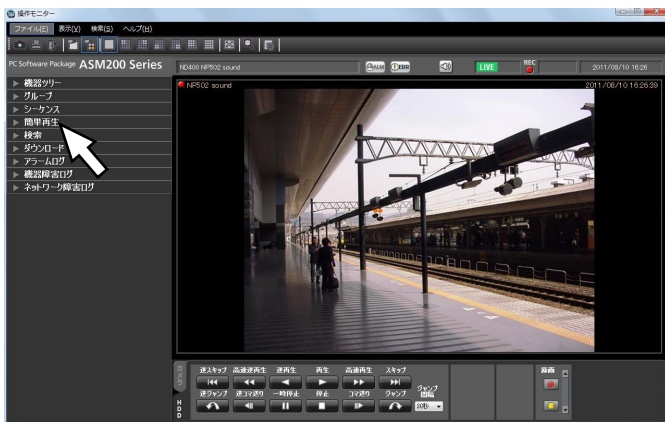 操作モニター
ファイル(E) 表示(V) 検索(S) ヘルプ(H)
PC Software Package ASM200 Series
ND400 NP502 sound
ALM
ERR
LIVE
REC
2011/08/10 16:26
機器ツリー
グループ
シーケンス
簡単再生
検索
ダウンロード
アラームログ
機器障害ログ
ネットワーク障害ログ
NP502 sound
2011/08/10 16:26:39
カメラ
HDD
逆スキップ 高速逆再生 逆再生 再生 高速再生 スキップ
逆ジャンプ 逆コマ送り 一時停止 停止 コマ送り ジャンプ
ジャンプ
間隔
30秒
録画